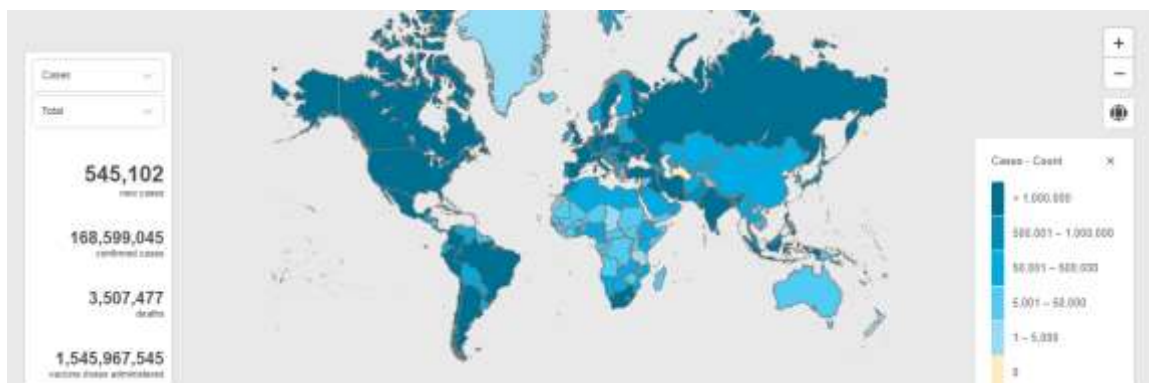 Cases
Total
545,102
new cases
168,599,045
confirmed cases
3,507,477
deaths
1,545,967,545
vaccine doses administered
Cases - Count
> 1.000.000
500.001 – 1.000.000
50.001 – 500.000
5.001 – 50.000
1 – 5.000
0